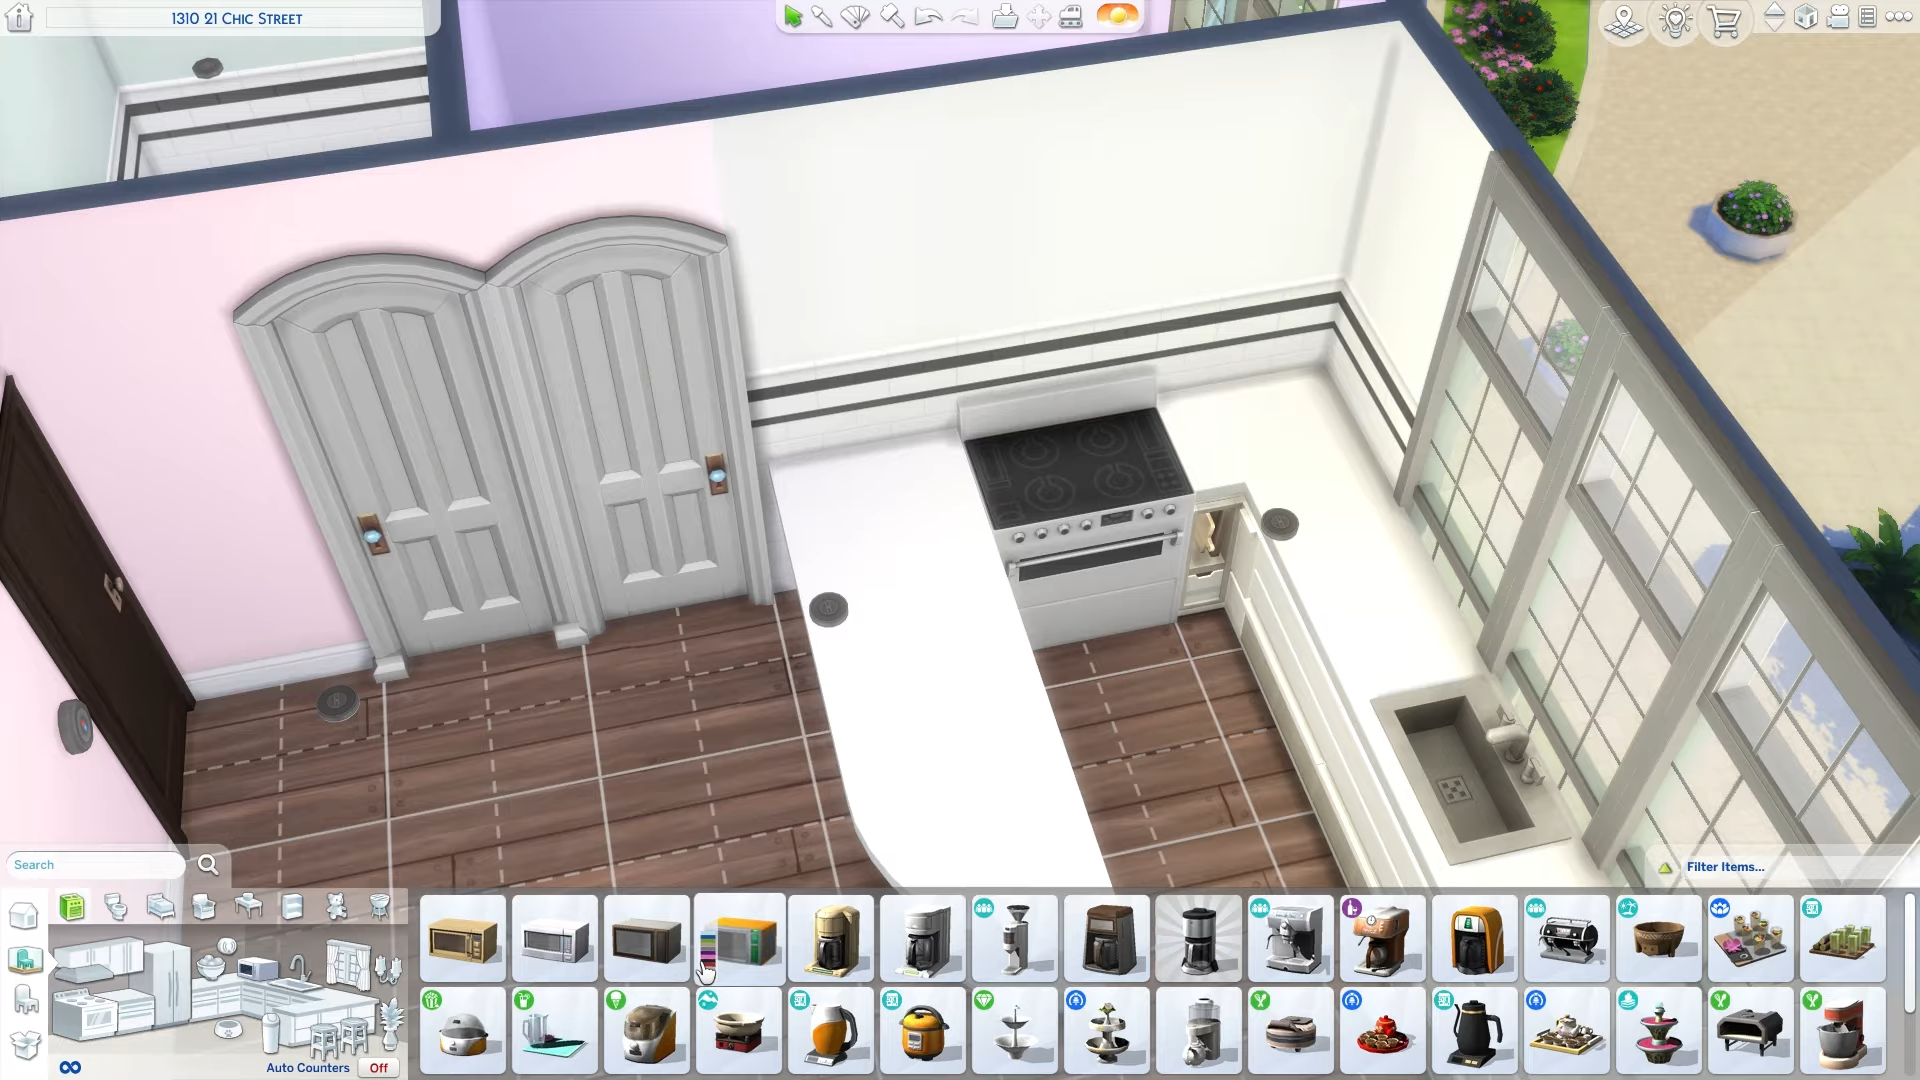 1310 21 Chic Street
Search
Filter Items...
Auto Counters
Off